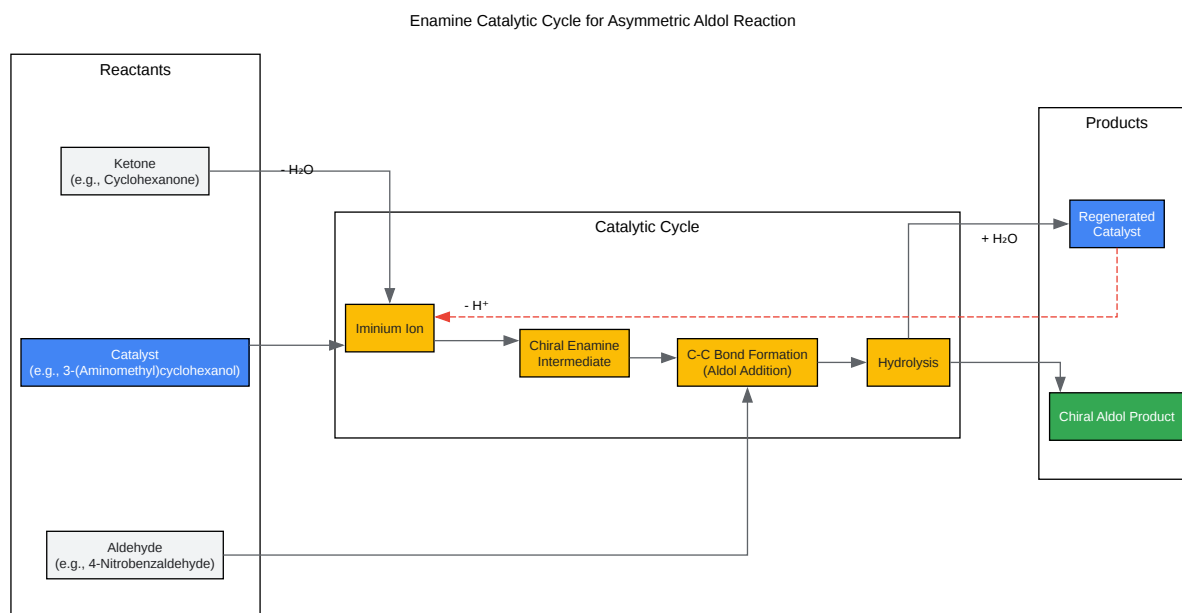 Enamine Catalytic Cycle for Asymmetric Aldol Reaction
Reactants
Ketone
(e.g., Cyclohexanone)
- H₂O
Catalyst
(e.g., 3-(Aminomethyl)cyclohexanol)
Aldehyde
(e.g., 4-Nitrobenzaldehyde)
Catalytic Cycle
Iminium Ion
- H⁺
Chiral Enamine
Intermediate
C-C Bond Formation
(Aldol Addition)
Hydrolysis
+ H₂O
Products
Regenerated
Catalyst
Chiral Aldol Product